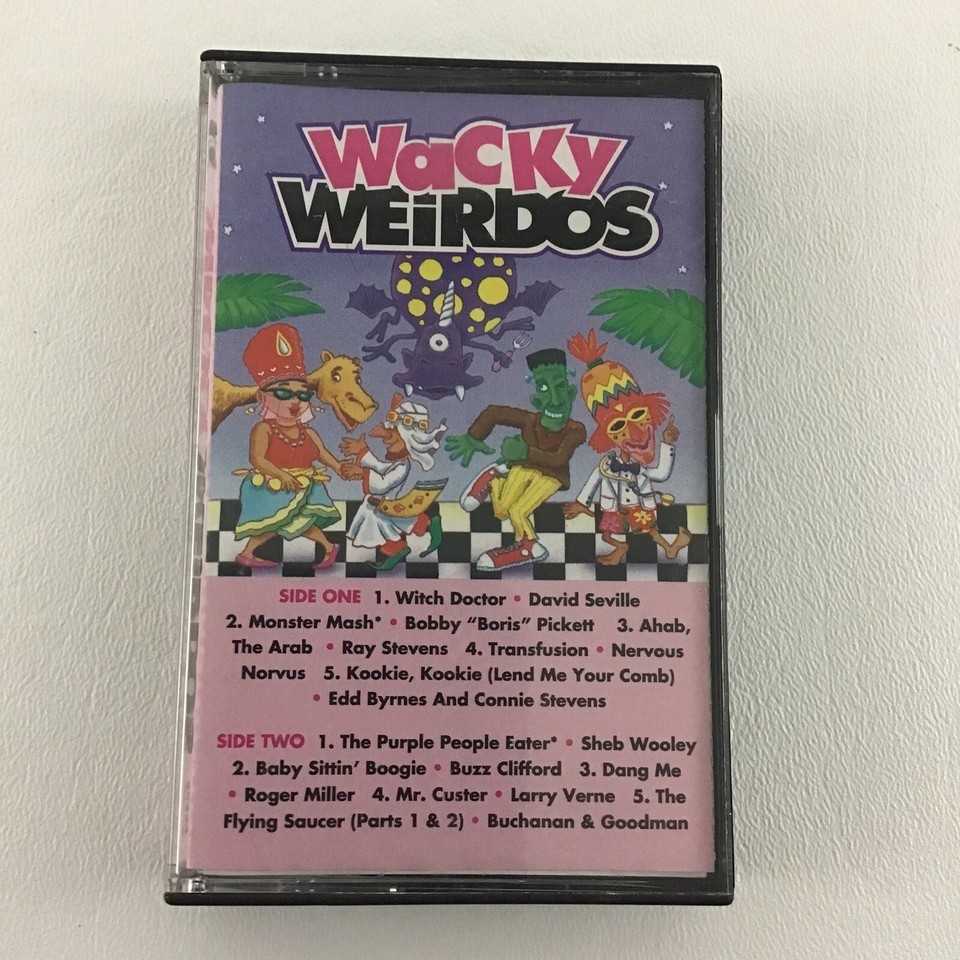 WaCKy
WEiRDOS
SIDE ONE 1. Witch Doctor • David Seville
2. Monster Mash* • Bobby "Boris" Pickett 3. Ahab,
The Arab • Ray Stevens 4. Transfusion • Nervous
Norvus 5. Kookie, Kookie (Lend Me Your Comb)
• Edd Byrnes And Connie Stevens
SIDE TWO 1. The Purple People Eater* • Sheb Wooley
2. Baby Sittin' Boogie • Buzz Clifford 3. Dang Me
• Roger Miller 4. Mr. Custer • Larry Verne 5. The
Flying Saucer (Parts 1 & 2) • Buchanan & Goodman